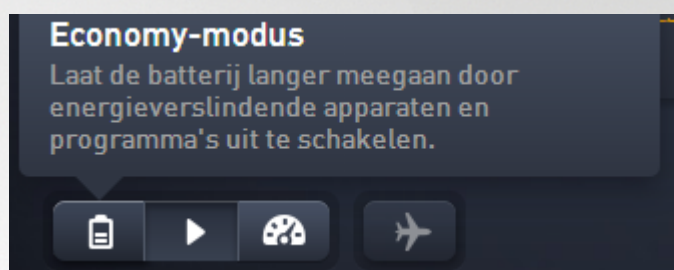 Economy-modus
Laat de batterij langer meegaan door
energieverslindende apparaten en
programma's uit te schakelen.